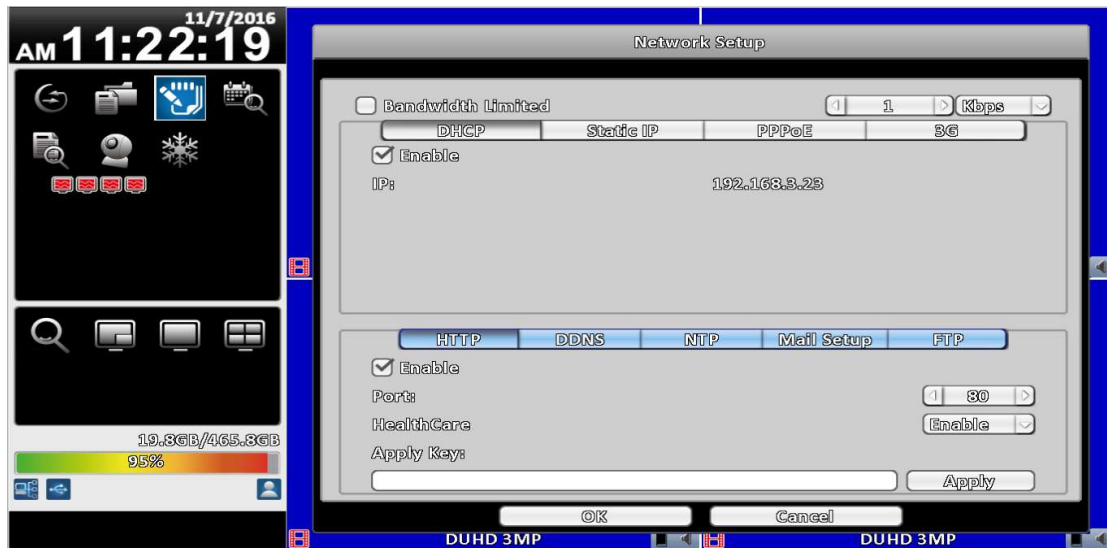 11/7/2016
AM 11:22:19
19.8GB/465.8GB
95%
Network Setup
Bandwidth Limited 1 Kbps
DHCP Static IP PPPoE 3G
Enable
IP: 192.168.3.23
HTTP DDNS NTP Mail Setup FTP
Enable
Port: 80
HealthCare Enable
Apply Key:
Apply
OK Cancel
DUHD 3MP DUHD 3MP